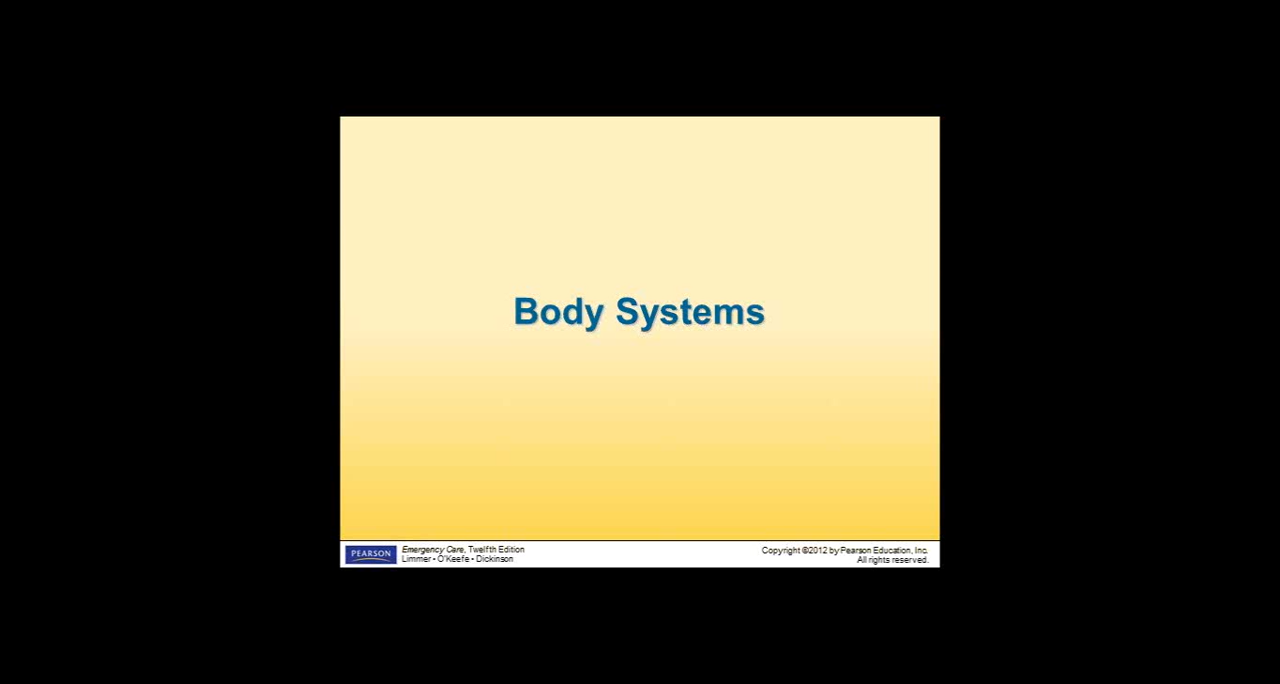 Body Systems
PEARSON
Emergency Care, Twelfth Edition
Limmer • O'Keefe • Dickinson
Copyright ©2012 by Pearson Education, Inc.
All rights reserved.